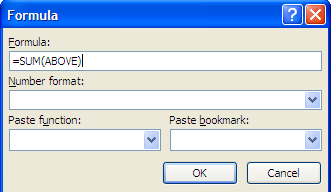 Formula
Formula:
=SUM(ABOVE)
Number format:
Paste function: Paste bookmark:
OK Cancel